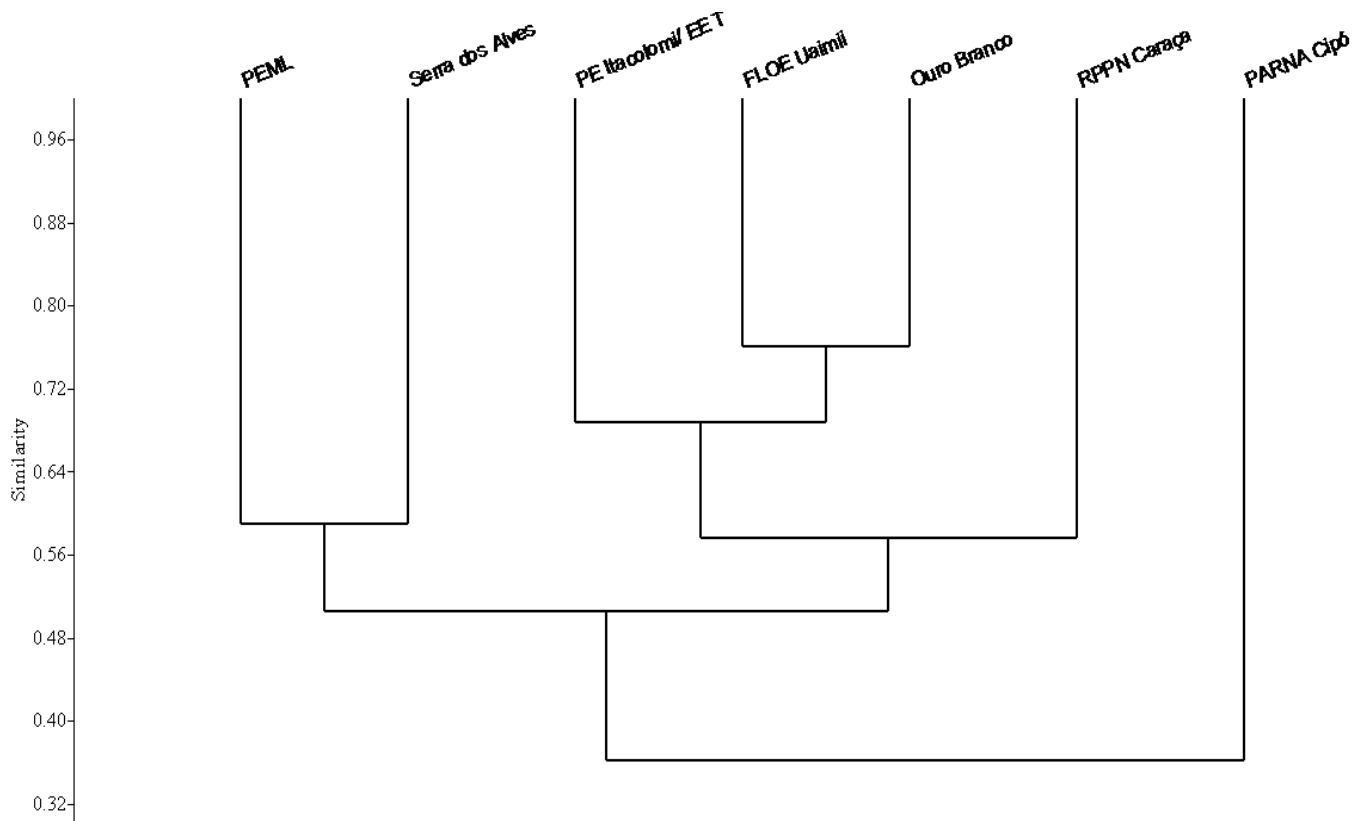 PEML
Serra dos Alves
PE Itacolomi/ EE T
FLOE Uaimii
Ouro Branco
RPPN Caraça
PARNA Cipó
0.96
0.88
0.80
0.72
0.64
0.56
0.48
0.40
0.32
Similarity